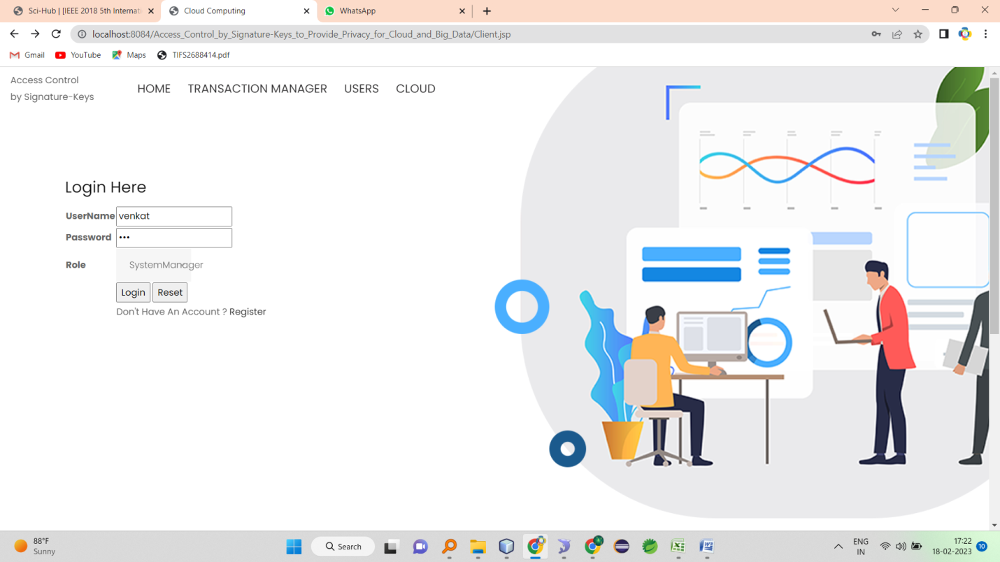 Sci-Hub | [IEEE 2018 5th Internati
Cloud Computing
WhatsApp
localhost:8084/Access_Control_by_Signature-Keys_to_Provide_Privacy_for_Cloud_and_Big_Data/Client.jsp
Gmail
YouTube
Maps
TIFS2688414.pdf
Access Control
by Signature-Keys
HOME
TRANSACTION MANAGER
USERS
CLOUD
Login Here
UserName venkat
Password •••
Role SystemManager
Login Reset
Don't Have An Account ? Register
88°F
Sunny
Search
ENG
IN
17:22
18-02-2023
10